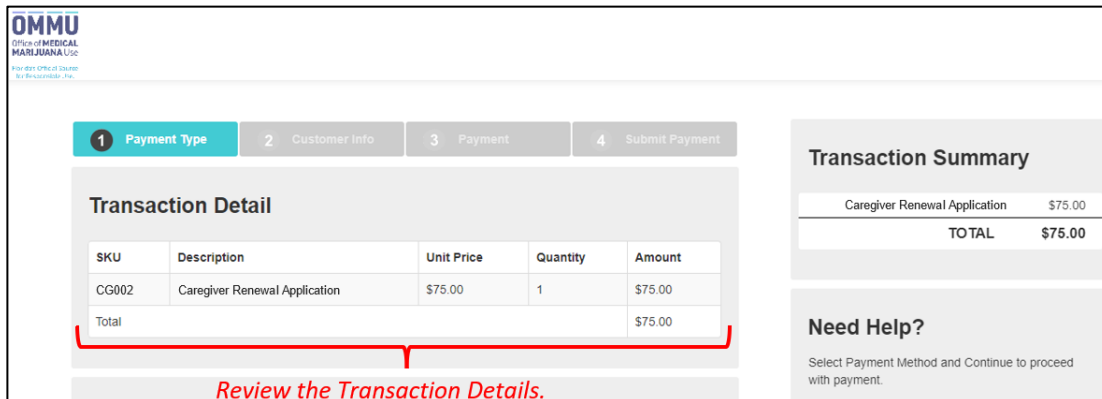 OMMU
Office of MEDICAL
MARIJUANA Use
1 Payment Type 2 Customer Info 3 Payment 4 Submit Payment
Transaction Detail
SKU Description Unit Price Quantity Amount
CG002 Caregiver Renewal Application $75.00 1 $75.00
Total $75.00
Review the Transaction Details.
Transaction Summary
Caregiver Renewal Application $75.00
TOTAL $75.00
Need Help?
Select Payment Method and Continue to proceed
with payment.